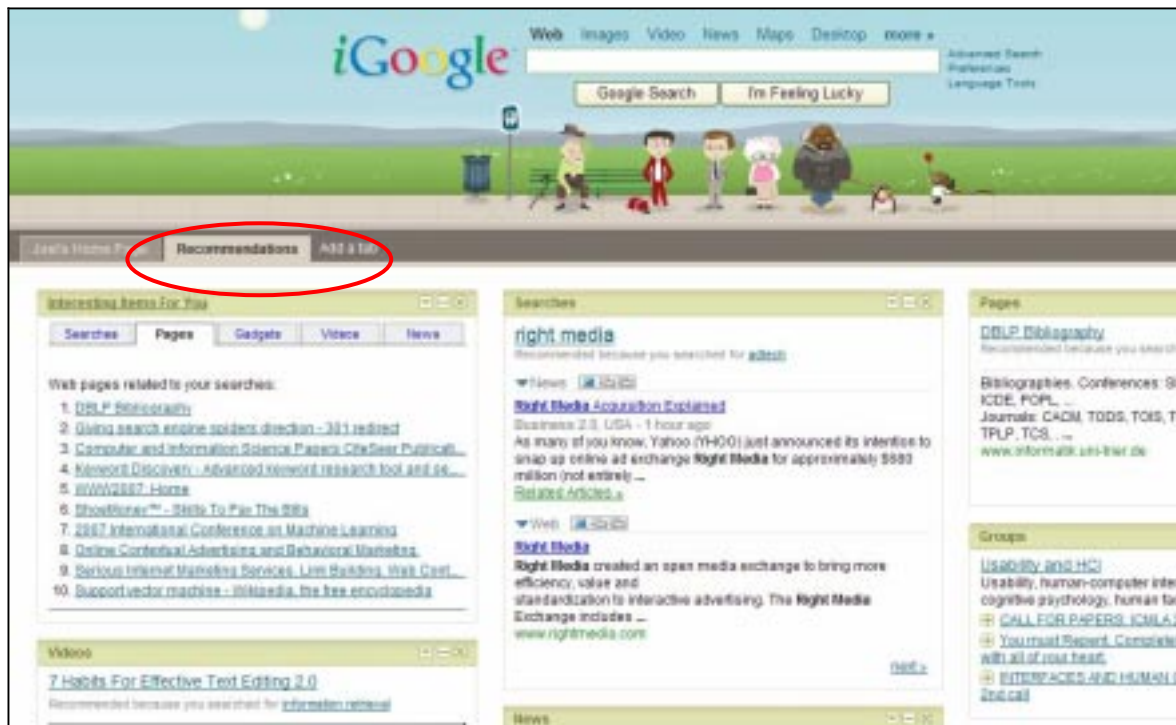 iGoogle
Web Images Video News Maps Desktop more »
Advanced Search
Preferences
Language Tools
Google Search I'm Feeling Lucky
Home Recommendations Add a tab
Interesting Items For You
Searches Pages Gadgets Videos News
Web pages related to your searches:
1. DBLP Bibliography
2. Giving search engine spiders direction - 301 redirect
3. Computer and Information Science Papers CiteSeer Publicati...
4. Keyword Discovery - Advanced keyword research tool and se...
5. WWW2007: Home
6. ShoeMoney™ - Skills To Pay The Bills
7. 2007 International Conference on Machine Learning
8. Online Contextual Advertising and Behavioral Marketing
9. Serious Internet Marketing Services, Link Building, Web Cont...
10. Support vector machine - Wikipedia, the free encyclopedia
Videos
7 Habits For Effective Text Editing 2.0
Recommended because you searched for information retrieval
Searches
right media
Recommended because you searched for adtech
News
Right Media Acquisition Explained
Business 2.0, USA - 1 hour ago
As many of you know, Yahoo (YHOO) just announced its intention to
snap up online ad exchange Right Media for approximately $680
million (not entirely ...
Related Articles »
Web
Right Media
Right Media created an open media exchange to bring more
efficiency, value and
standardization to interactive advertising. The Right Media
Exchange includes ...
www.rightmedia.com
next »
News
Pages
DBLP Bibliography
Recommended because you search
Bibliographies. Conferences: SI
ICDE, POPL, ...
Journals: CACM, TODS, TOIS, T
TPLP, TCS, ...
www.informatik.uni-trier.de
Groups
Usability and HCI
Usability, human-computer inte
cognitive psychology, human fa
CALL FOR PAPERS: ICMLA
You must Repent. Complete
with all of your heart.
INTERFACES AND HUMAN
2nd call